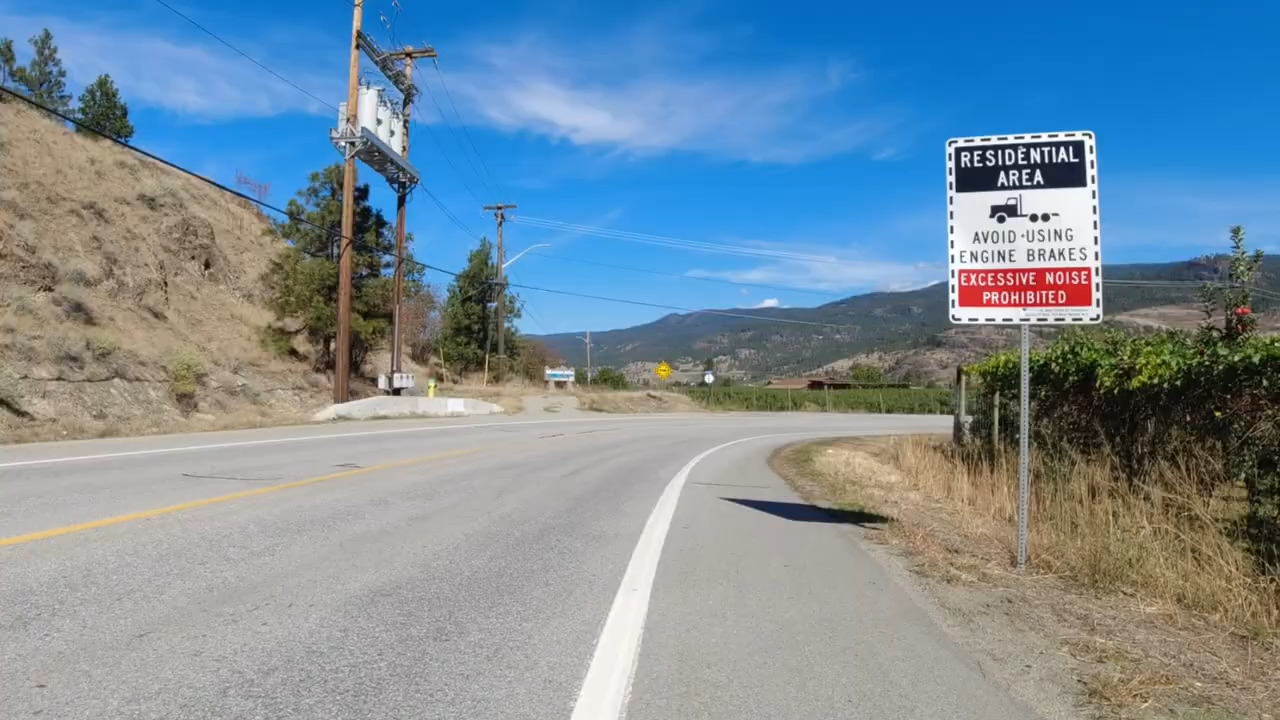 RESIDENTIAL
AREA
AVOID USING
ENGINE BRAKES
EXCESSIVE NOISE
PROHIBITED